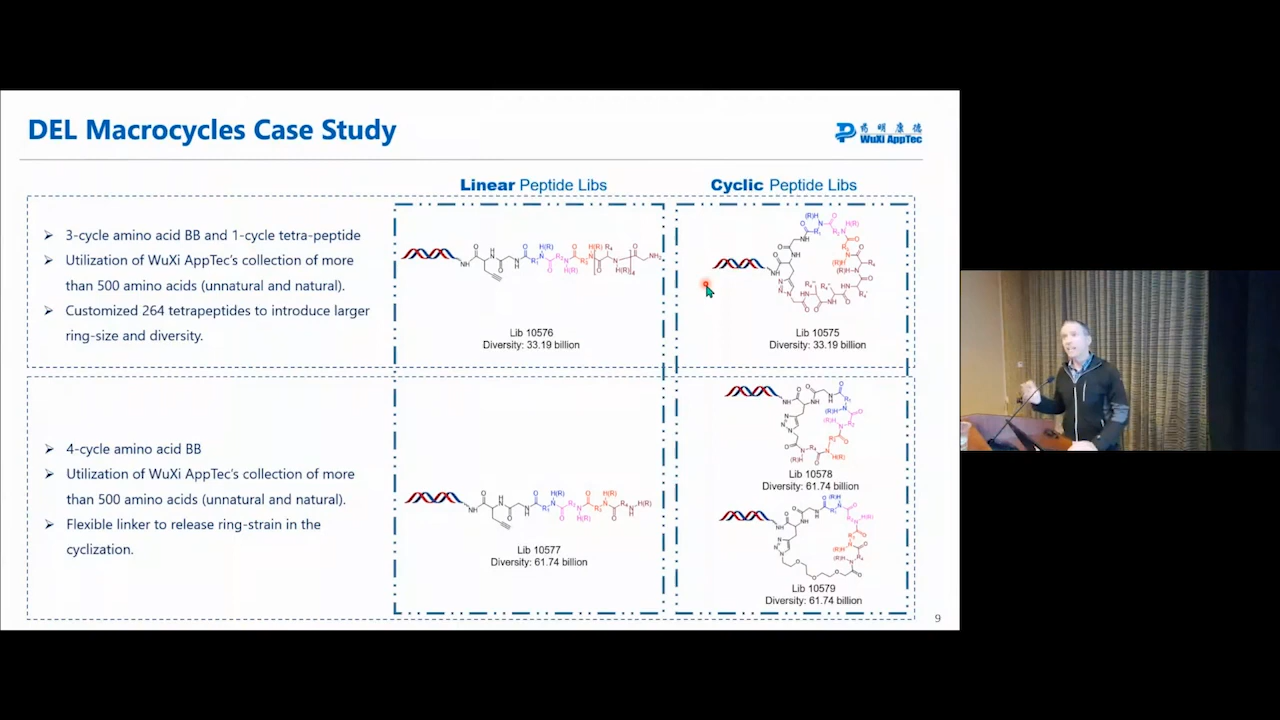 DEL Macrocycles Case Study
药明康德
WuXi AppTec
Linear Peptide Libs
Cyclic Peptide Libs
➢ 3-cycle amino acid BB and 1-cycle tetra-peptide
➢ Utilization of WuXi AppTec's collection of more
than 500 amino acids (unnatural and natural).
➢ Customized 264 tetrapeptides to introduce larger
ring-size and diversity.
Lib 10576
Diversity: 33.19 billion
Lib 10575
Diversity: 33.19 billion
➢ 4-cycle amino acid BB
➢ Utilization of WuXi AppTec's collection of more
than 500 amino acids (unnatural and natural).
➢ Flexible linker to release ring-strain in the
cyclization.
Lib 10577
Diversity: 61.74 billion
Lib 10578
Diversity: 61.74 billion
Lib 10579
Diversity: 61.74 billion
9